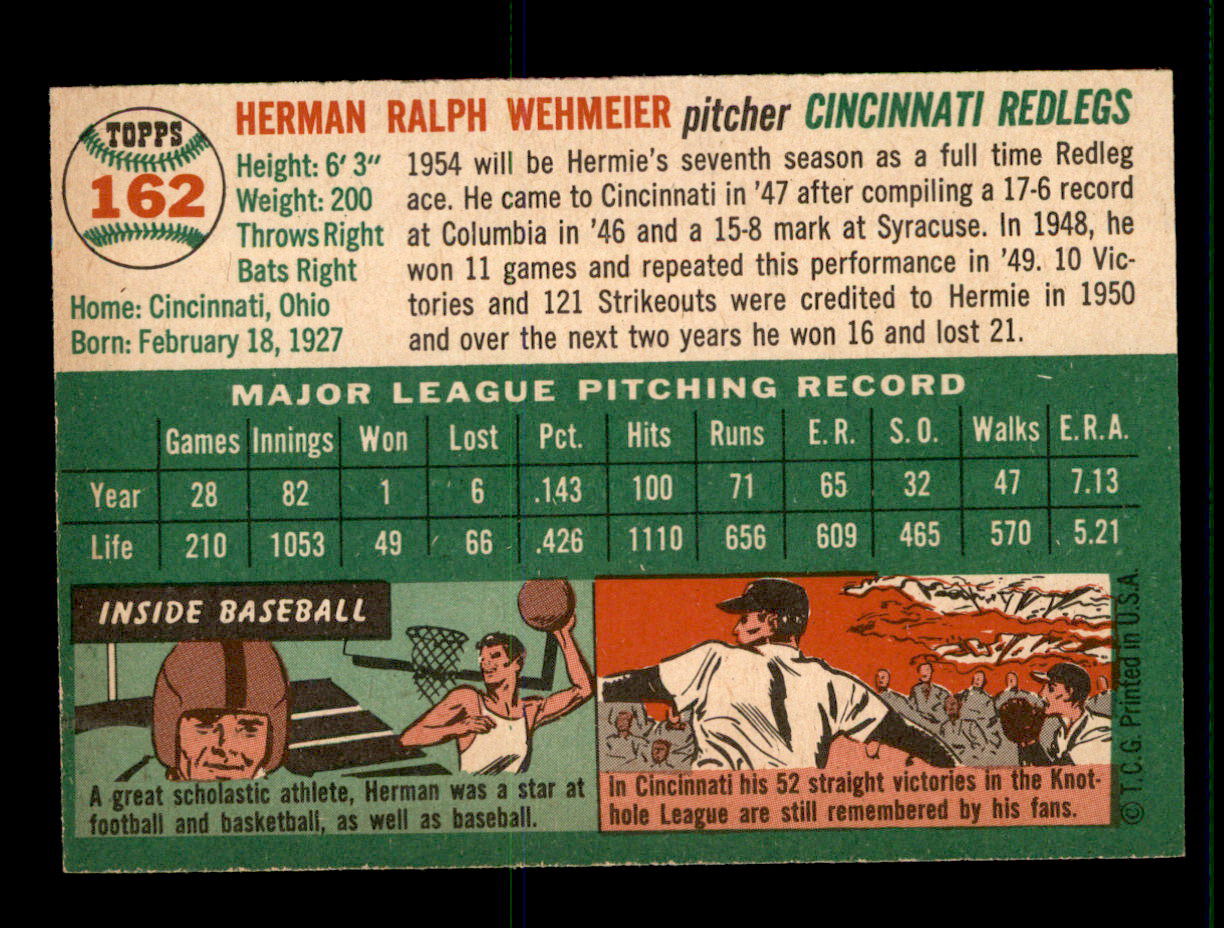 TOPPS
162
HERMAN RALPH WEHMEIER pitcher CINCINNATI REDLEGS
Height: 6' 3"
Weight: 200
Throws Right
Bats Right
Home: Cincinnati, Ohio
Born: February 18, 1927
1954 will be Hermie's seventh season as a full time Redleg
ace. He came to Cincinnati in '47 after compiling a 17-6 record
at Columbia in '46 and a 15-8 mark at Syracuse. In 1948, he
won 11 games and repeated this performance in '49. 10 Vic-
tories and 121 Strikeouts were credited to Hermie in 1950
and over the next two years he won 16 and lost 21.
MAJOR LEAGUE PITCHING RECORD
Games Innings Won Lost Pct. Hits Runs E. R. S. O. Walks E. R. A.
Year 28 82 1 6 .143 100 71 65 32 47 7.13
Life 210 1053 49 66 .426 1110 656 609 465 570 5.21
INSIDE BASEBALL
A great scholastic athlete, Herman was a star at
football and basketball, as well as baseball.
In Cincinnati his 52 straight victories in the Knot-
hole League are still remembered by his fans.
© T. C. G. Printed in U.S.A.